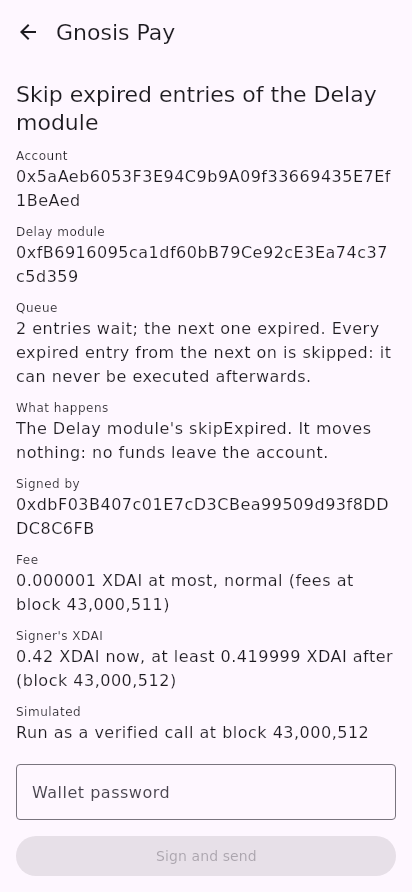 Gnosis Pay
Skip expired entries of the Delay
module
Account
0x5aAeb6053F3E94C9b9A09f33669435E7Ef
1BeAed
Delay module
0xfB6916095ca1df60bB79Ce92cE3Ea74c37
c5d359
Queue
2 entries wait; the next one expired. Every
expired entry from the next on is skipped: it
can never be executed afterwards.
What happens
The Delay module's skipExpired. It moves
nothing: no funds leave the account.
Signed by
0xdbF03B407c01E7cD3CBea99509d93f8DD
DC8C6FB
Fee
0.000001 XDAI at most, normal (fees at
block 43,000,511)
Signer's XDAI
0.42 XDAI now, at least 0.419999 XDAI after
(block 43,000,512)
Simulated
Run as a verified call at block 43,000,512
Wallet password
Sign and send